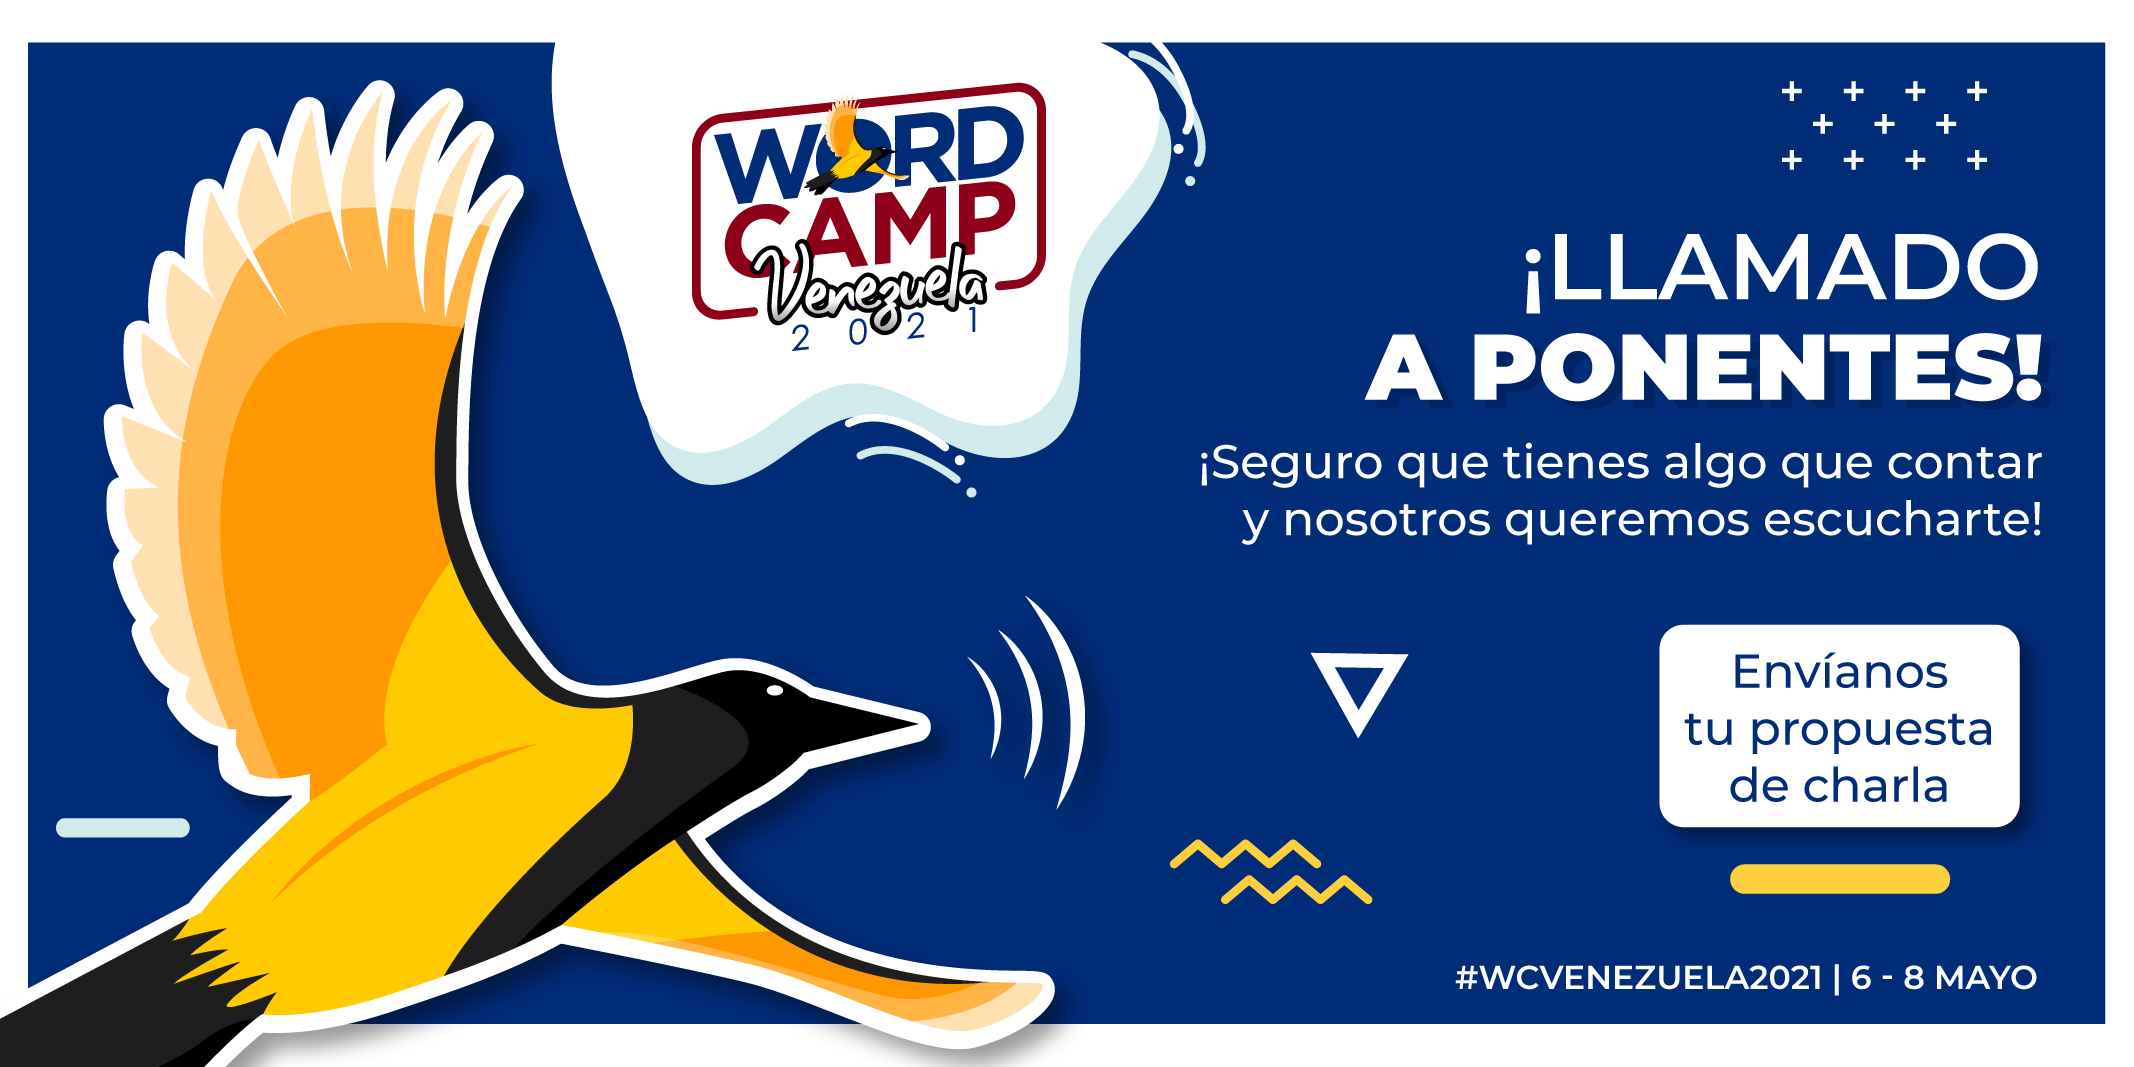 WORD
CAMP
Venezuela
2021
¡LLAMADO
A PONENTES!
¡Seguro que tienes algo que contar
y nosotros queremos escucharte!
Envíanos
tu propuesta
de charla
#WCVENEZUELA2021 | 6 - 8 MAYO